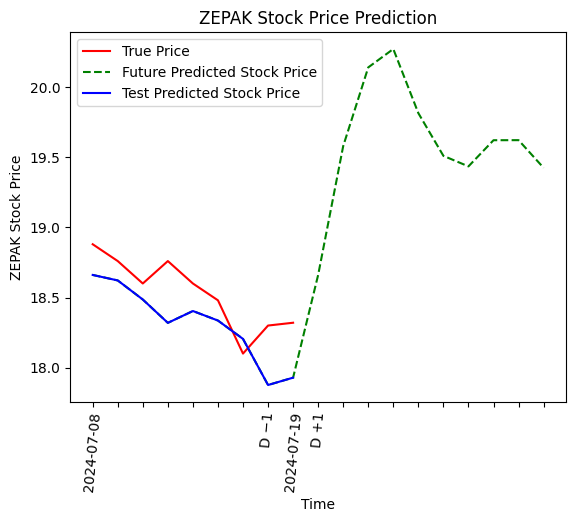 ZEPAK Stock Price Prediction
True Price
Future Predicted Stock Price
Test Predicted Stock Price
ZEPAK Stock Price
20.0
19.5
19.0
18.5
18.0
2024-07-08
D −1
2024-07-19
D +1
Time